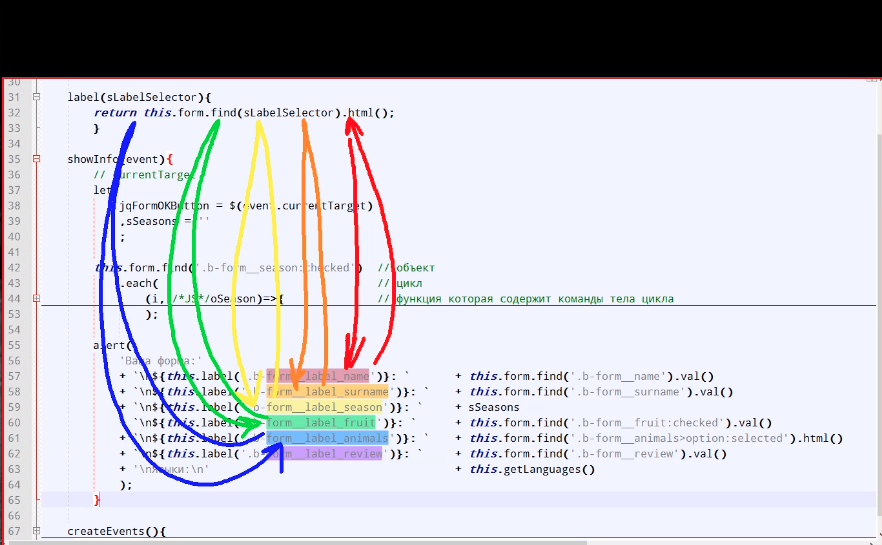 30
31 label(sLabelSelector){
32 return this.form.find(sLabelSelector).html();
33 }
34
35 showInfo(event){
36 // currentTarget
37 let
38 jqFormOKButton = $(event.currentTarget)
39 ,sSeasons = ''
40 ;
41
42 this.form.find('.b-form__season:checked') // объект
43 .each( // цикл
44 (i, /*JS*/oSeason)=>{ // функция которая содержит команды тела цикла
53 );
54
55 alert(
56 'Ваша форма:'
57 + `\n${this.label('.b-form__label_name')}: ` + this.form.find('.b-form__name').val()
58 + `\n${this.label('.b-form__label_surname')}: ` + this.form.find('.b-form__surname').val()
59 + `\n${this.label('.b-form__label_season')}: ` + sSeasons
60 + `\n${this.label('.b-form__label_fruit')}: ` + this.form.find('.b-form__fruit:checked').val()
61 + `\n${this.label('.b-form__label_animals')}: ` + this.form.find('.b-form__animals>option:selected').html()
62 + `\n${this.label('.b-form__label_review')}: ` + this.form.find('.b-form__review').val()
63 + '\nЯзыки:\n' + this.getLanguages()
64 );
65 }
66
67 createEvents(){